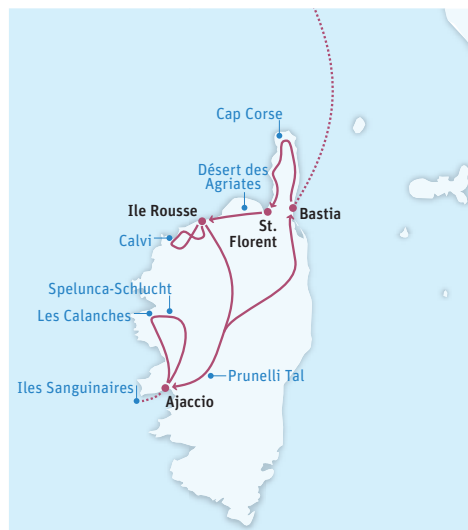 Cap Corse
Désert des
Agriates
Ile Rousse
Bastia
St.
Florent
Calvi
Spelunca-Schlucht
Les Calanches
Prunelli Tal
Iles Sanguinaires
Ajaccio